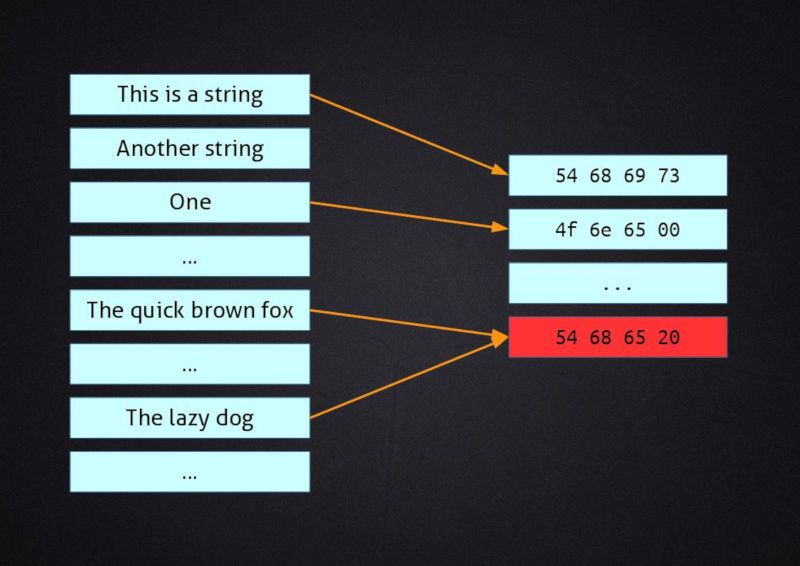 This is a string
Another string
One
...
The quick brown fox
...
The lazy dog
...
54 68 69 73
4f 6e 65 00
...
54 68 65 20